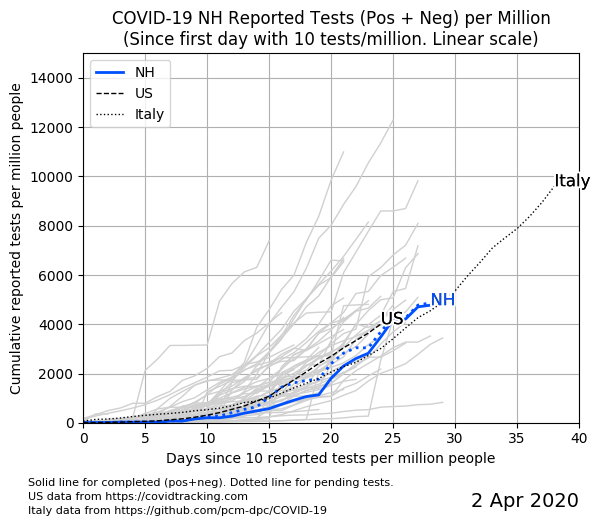 COVID-19 NH Reported Tests (Pos + Neg) per Million
(Since first day with 10 tests/million. Linear scale)
Cumulative reported tests per million people
14000
12000
10000
8000
6000
4000
2000
0
NH
US
Italy
Italy
NH
US
0 5 10 15 20 25 30 35 40
Days since 10 reported tests per million people
Solid line for completed (pos+neg). Dotted line for pending tests.
US data from https://covidtracking.com
Italy data from https://github.com/pcm-dpc/COVID-19
2 Apr 2020